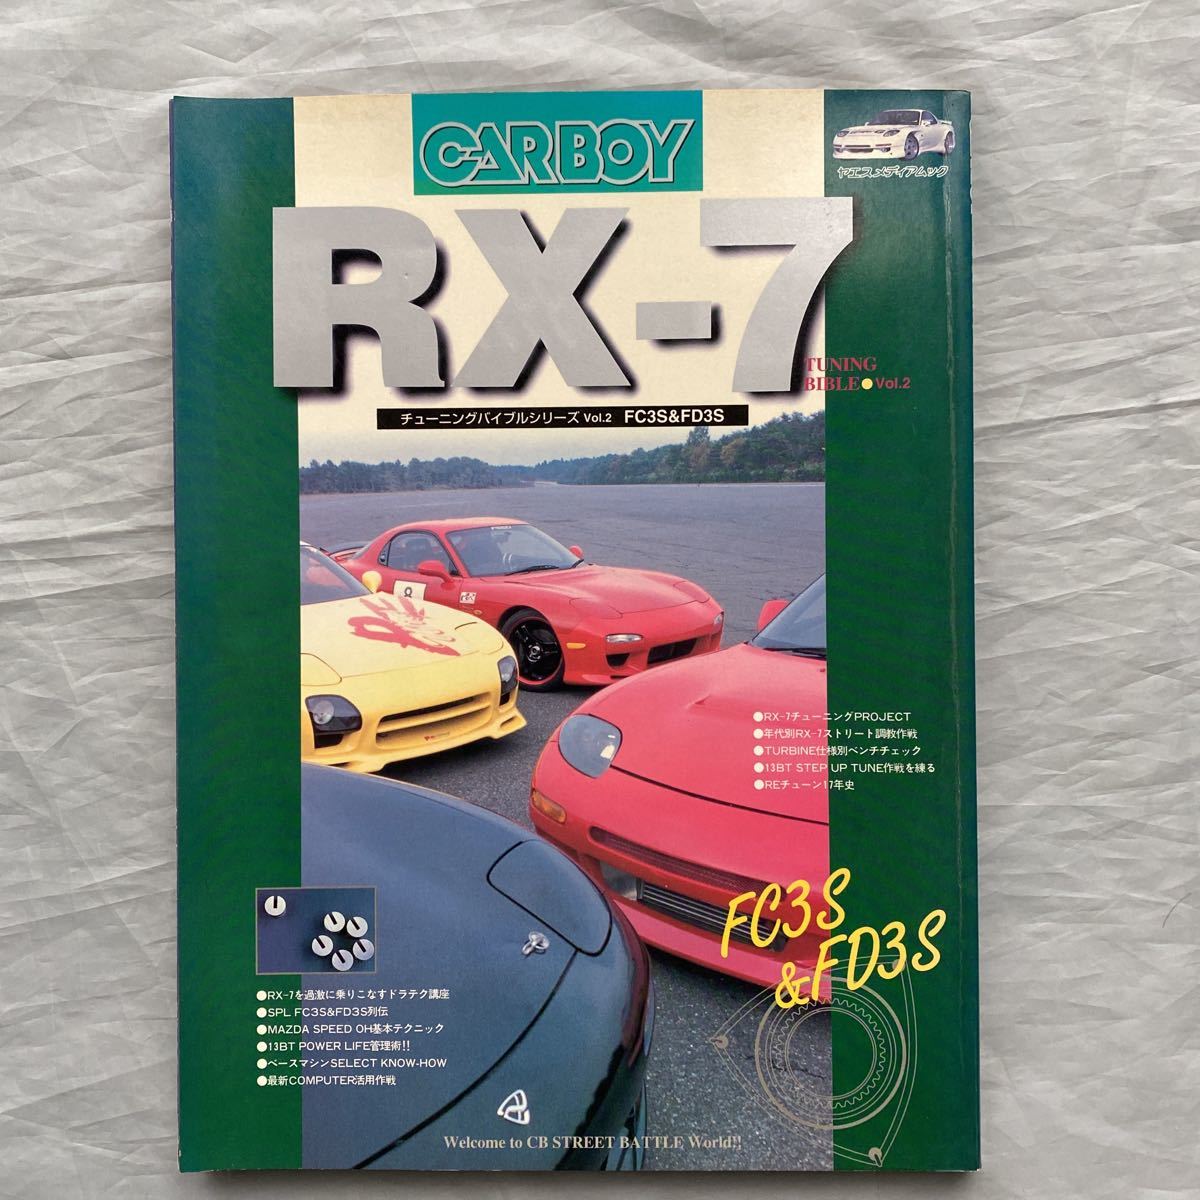 CARBOY
ヤエスメディアムック
RX-7
TUNING
BIBLE●Vol.2
チューニングバイブルシリーズ Vol.2 FC3S&FD3S
●RX-7チューニングPROJECT
●年代別RX-7ストリート調教作戦
●TURBINE仕様別ベンチチェック
●13BT STEP UP TUNE作戦を練る
●REチューン17年史
FC3S
&FD3S
●RX-7を過激に乗りこなすドラテク講座
●SPL FC3S&FD3S列伝
●MAZDA SPEED OH基本テクニック
●13BT POWER LIFE管理術!!
●ベースマシンSELECT KNOW-HOW
●最新COMPUTER活用作戦
Welcome to CB STREET BATTLE World!!